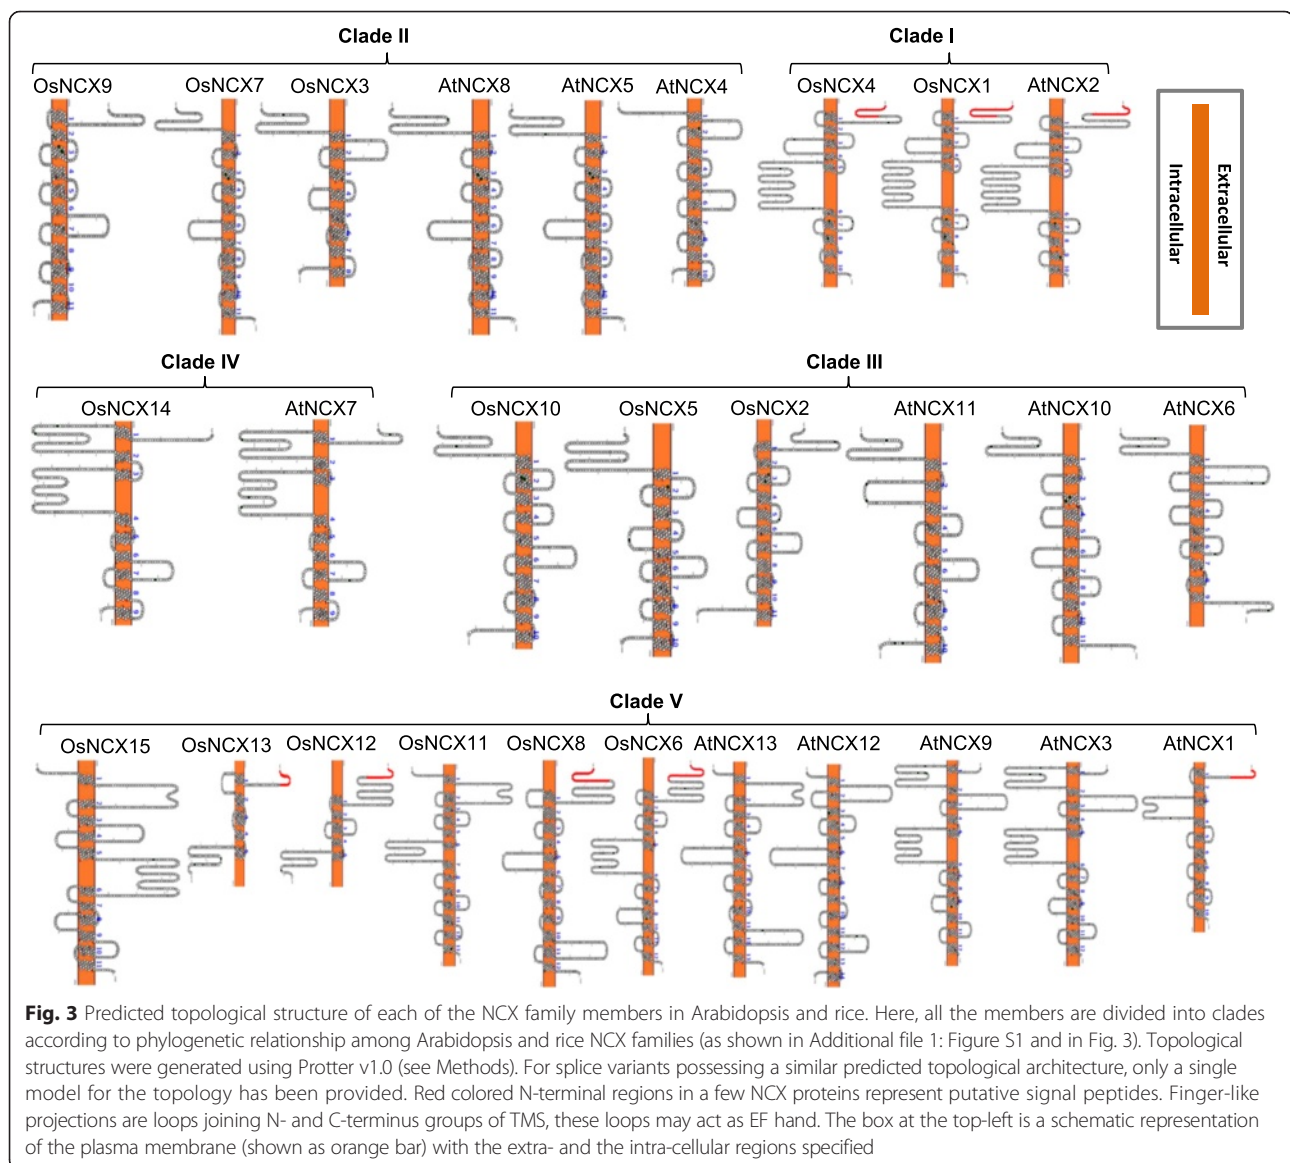 Clade II
Clade I
OsNCX9 OsNCX7 OsNCX3 AtNCX8 AtNCX5 AtNCX4 OsNCX4 OsNCX1 AtNCX2
Extracellular
Intracellular
Clade IV
Clade III
OsNCX14 AtNCX7 OsNCX10 OsNCX5 OsNCX2 AtNCX11 AtNCX10 AtNCX6
Clade V
OsNCX15 OsNCX13 OsNCX12 OsNCX11 OsNCX8 OsNCX6 AtNCX13 AtNCX12 AtNCX9 AtNCX3 AtNCX1
Fig. 3 Predicted topological structure of each of the NCX family members in Arabidopsis and rice. Here, all the members are divided into clades
according to phylogenetic relationship among Arabidopsis and rice NCX families (as shown in Additional file 1: Figure S1 and in Fig. 3). Topological
structures were generated using Protter v1.0 (see Methods). For splice variants possessing a similar predicted topological architecture, only a single
model for the topology has been provided. Red colored N-terminal regions in a few NCX proteins represent putative signal peptides. Finger-like
projections are loops joining N- and C-terminus groups of TMS, these loops may act as EF hand. The box at the top-left is a schematic representation
of the plasma membrane (shown as orange bar) with the extra- and the intra-cellular regions specified